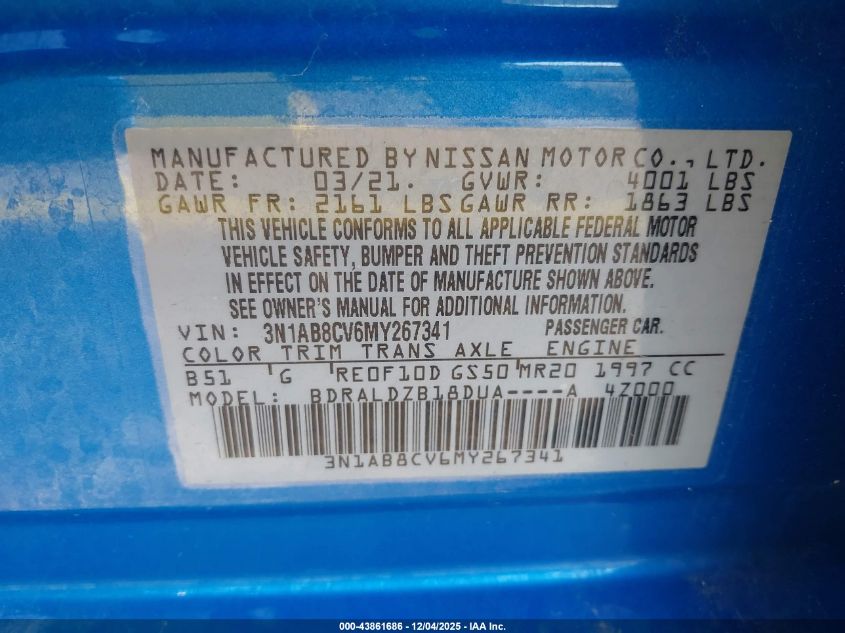 MANUFACTURED BY NISSAN MOTOR CO., LTD.
DATE: 03/21. GVWR: 4001 LBS
GAWR FR: 2161 LBS GAWR RR: 1863 LBS
THIS VEHICLE CONFORMS TO ALL APPLICABLE FEDERAL MOTOR
VEHICLE SAFETY, BUMPER AND THEFT PREVENTION STANDARDS
IN EFFECT ON THE DATE OF MANUFACTURE SHOWN ABOVE.
SEE OWNER'S MANUAL FOR ADDITIONAL INFORMATION.
VIN: 3N1AB8CV6MY267341 PASSENGER CAR.
COLOR TRIM TRANS AXLE ENGINE
B51 G RE0F10D GS50 MR20 1997 CC
MODEL: BDRALDZB18DUA----A 4Z000
3N1AB8CV6MY267341
000-43861686 - 12/04/2025 - IAA Inc.